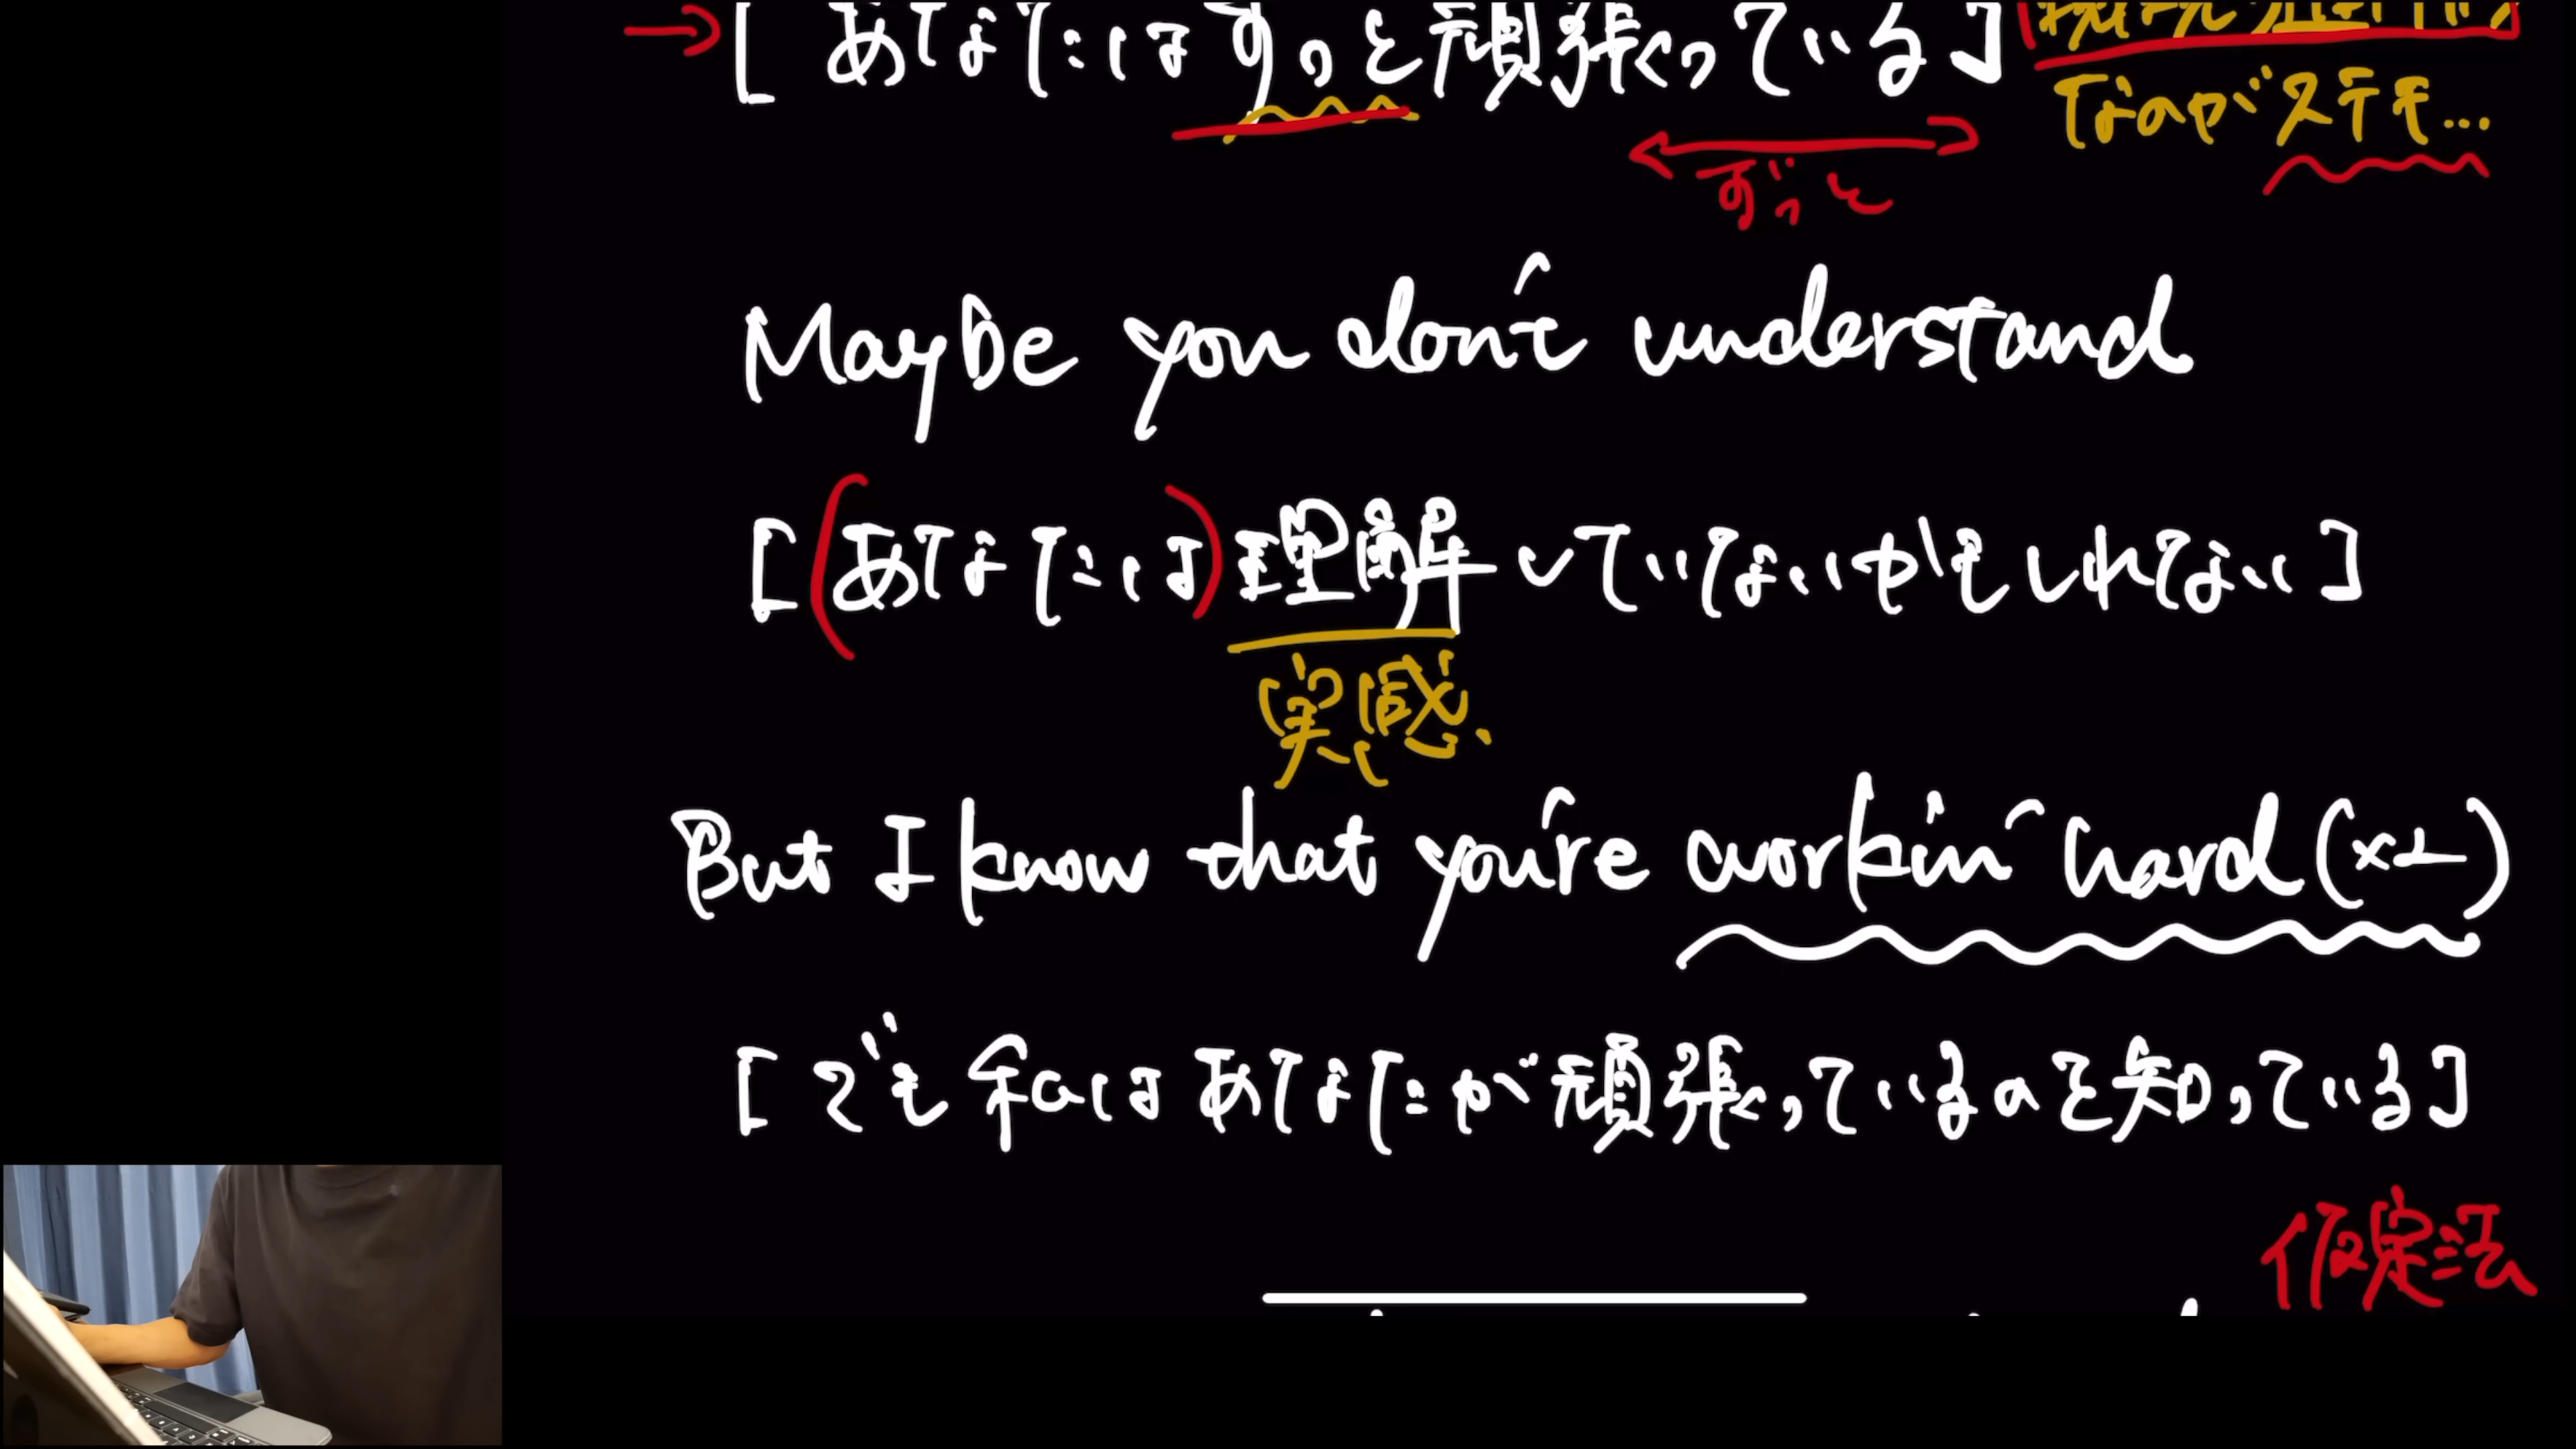 [あなたはずっと頑張っている]
なのがステキ...
ずっと
Maybe you don't understand
[(あなたは)理解していないかもしれない]
実感、
But I know that you're workin' hard (x2)
[でも私はあなたが頑張っているのを知っている]
仮定法